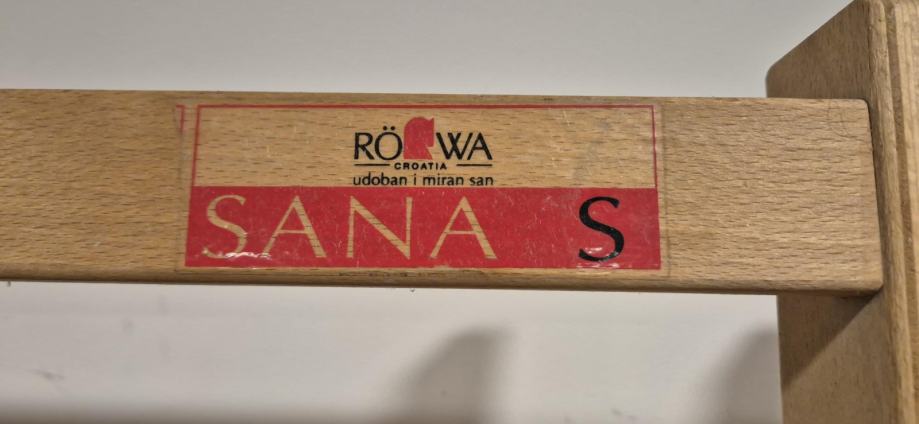 RÖWA
CROATIA
udoban i miran san
SANA S